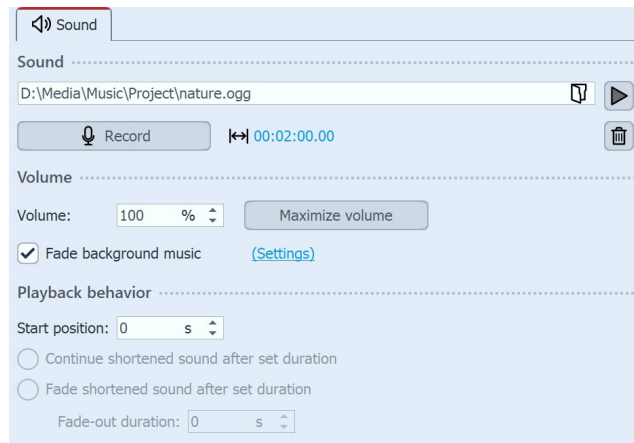 Sound
Sound
D:\Media\Music\Project\nature.ogg
Record 00:02:00.00
Volume
Volume: 100 % Maximize volume
Fade background music (Settings)
Playback behavior
Start position: 0 s
Continue shortened sound after set duration
Fade shortened sound after set duration
Fade-out duration: 0 s